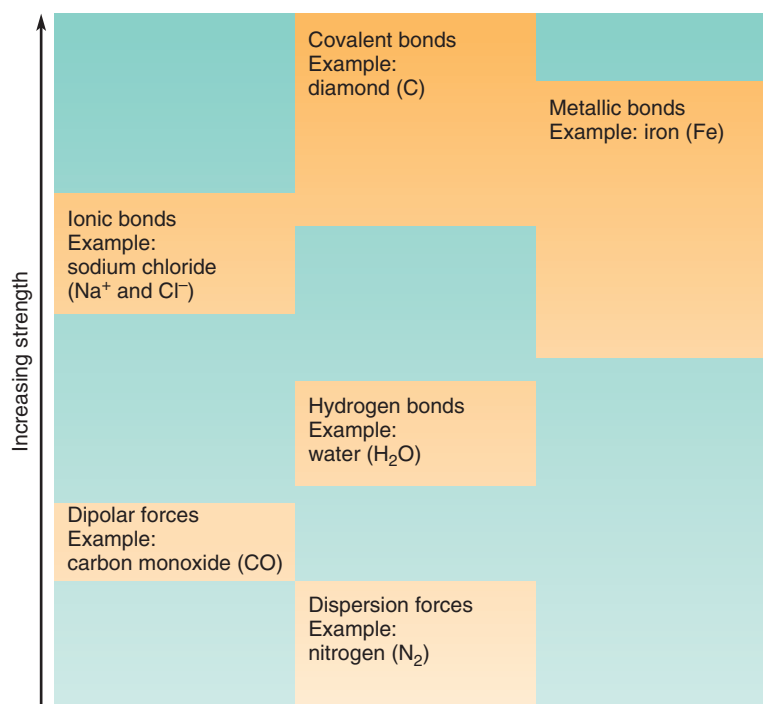 Increasing strength
Covalent bonds
Example:
diamond (C)
Metallic bonds
Example: iron (Fe)
Ionic bonds
Example:
sodium chloride
(Na⁺ and Cl⁻)
Hydrogen bonds
Example:
water (H₂O)
Dipolar forces
Example:
carbon monoxide (CO)
Dispersion forces
Example:
nitrogen (N₂)